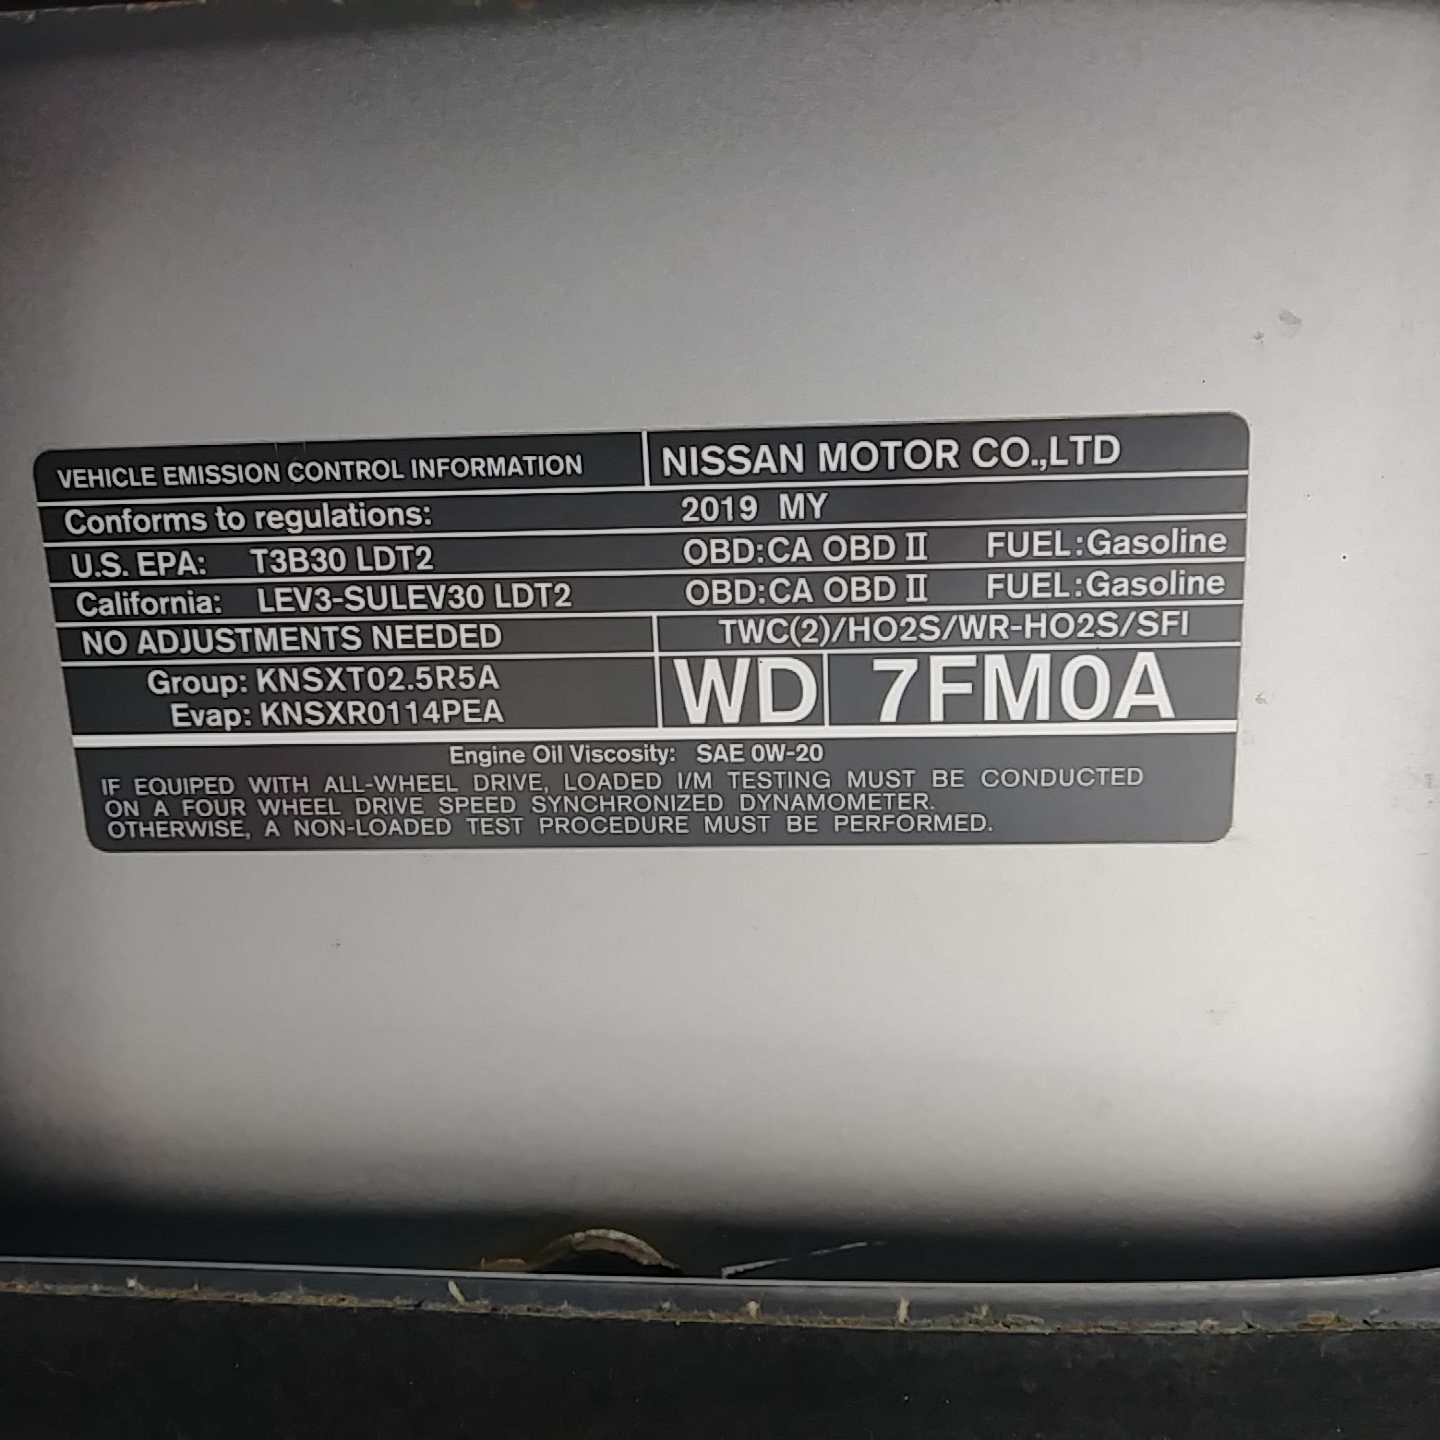 VEHICLE EMISSION CONTROL INFORMATION NISSAN MOTOR CO.,LTD
Conforms to regulations: 2019 MY
U.S. EPA: T3B30 LDT2 OBD:CA OBD II FUEL:Gasoline
California: LEV3-SULEV30 LDT2 OBD:CA OBD II FUEL:Gasoline
NO ADJUSTMENTS NEEDED TWC(2)/HO2S/WR-HO2S/SFI
Group: KNSXT02.5R5A
Evap: KNSXR0114PEA
WD 7FM0A
Engine Oil Viscosity: SAE 0W-20
IF EQUIPED WITH ALL-WHEEL DRIVE, LOADED I/M TESTING MUST BE CONDUCTED
ON A FOUR WHEEL DRIVE SPEED SYNCHRONIZED DYNAMOMETER.
OTHERWISE, A NON-LOADED TEST PROCEDURE MUST BE PERFORMED.